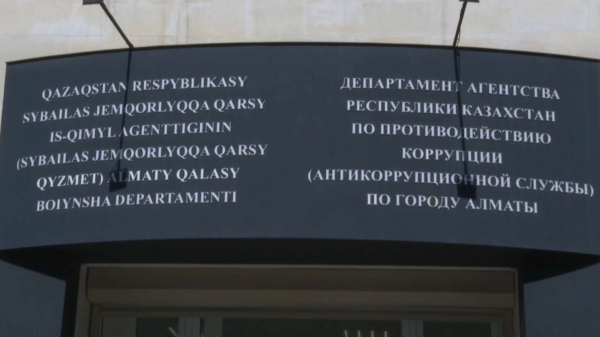 QAZAQSTAN RESPYBLIKASY
SYBAILAS JEMQORLYQQA QARSY
IS-QIMYL AGENTTIGININ
(SYBAILAS JEMQORLYQQA QARSY
QYZMET) ALMATY QALASY
BOIYNSHA DEPARTAMENTI
ДЕПАРТАМЕНТ АГЕНТСТВА
РЕСПУБЛИКИ КАЗАХСТАН
ПО ПРОТИВОДЕЙСТВИЮ
КОРРУПЦИИ
(АНТИКОРРУПЦИОННОЙ СЛУЖБЫ)
ПО ГОРОДУ АЛМАТЫ